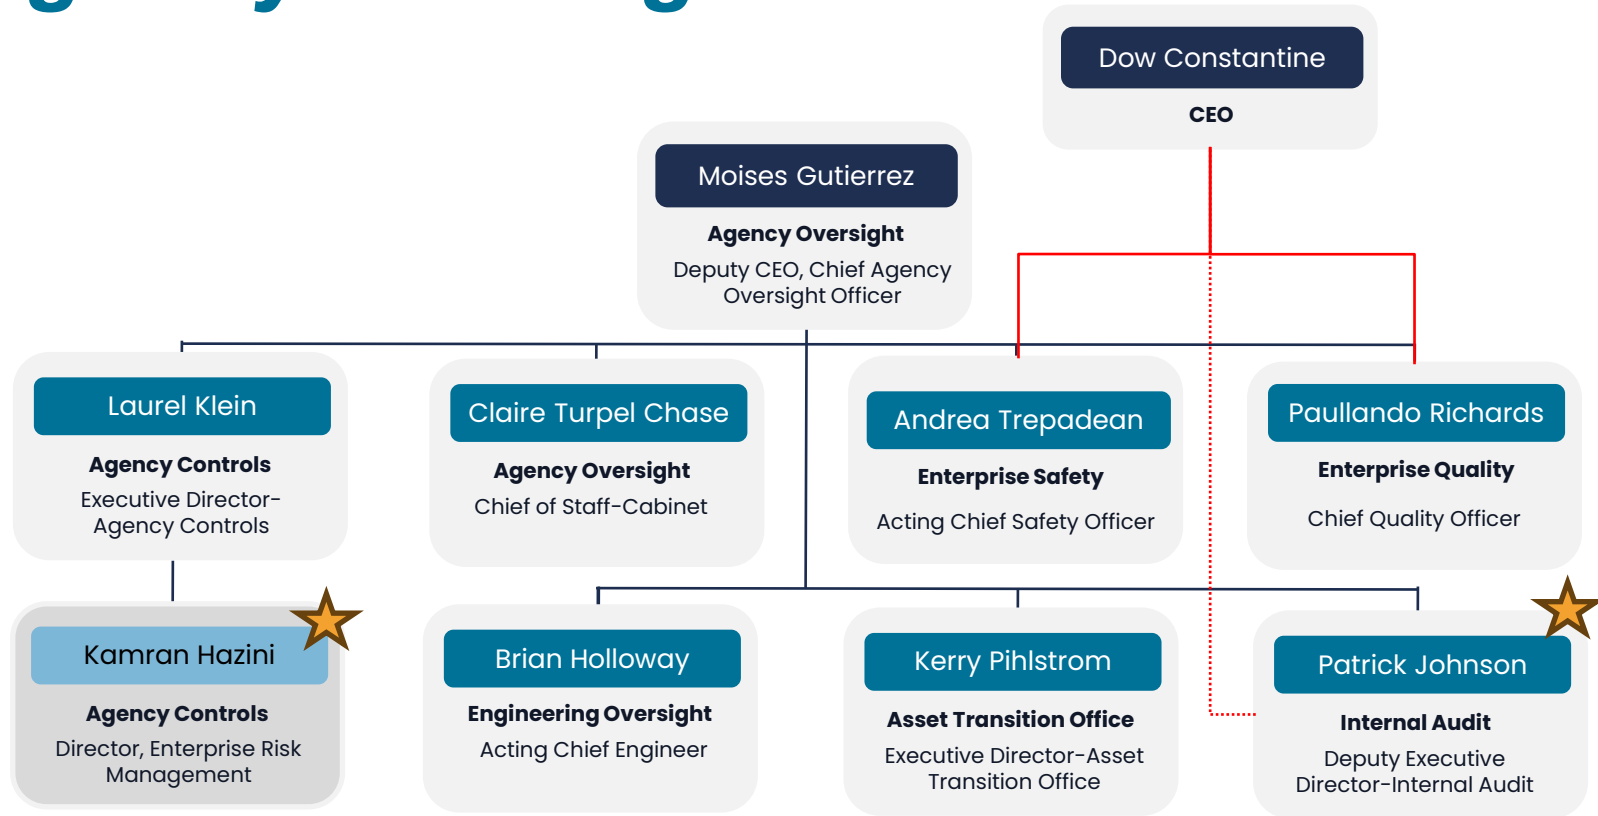 Dow Constantine
CEO
Moises Gutierrez
Agency Oversight
Deputy CEO, Chief Agency
Oversight Officer
Laurel Klein
Agency Controls
Executive Director-
Agency Controls
Claire Turpel Chase
Agency Oversight
Chief of Staff-Cabinet
Andrea Trepadean
Enterprise Safety
Acting Chief Safety Officer
Paullando Richards
Enterprise Quality
Chief Quality Officer
Kamran Hazini
Agency Controls
Director, Enterprise Risk
Management
Brian Holloway
Engineering Oversight
Acting Chief Engineer
Kerry Pihlstrom
Asset Transition Office
Executive Director-Asset
Transition Office
Patrick Johnson
Internal Audit
Deputy Executive
Director-Internal Audit